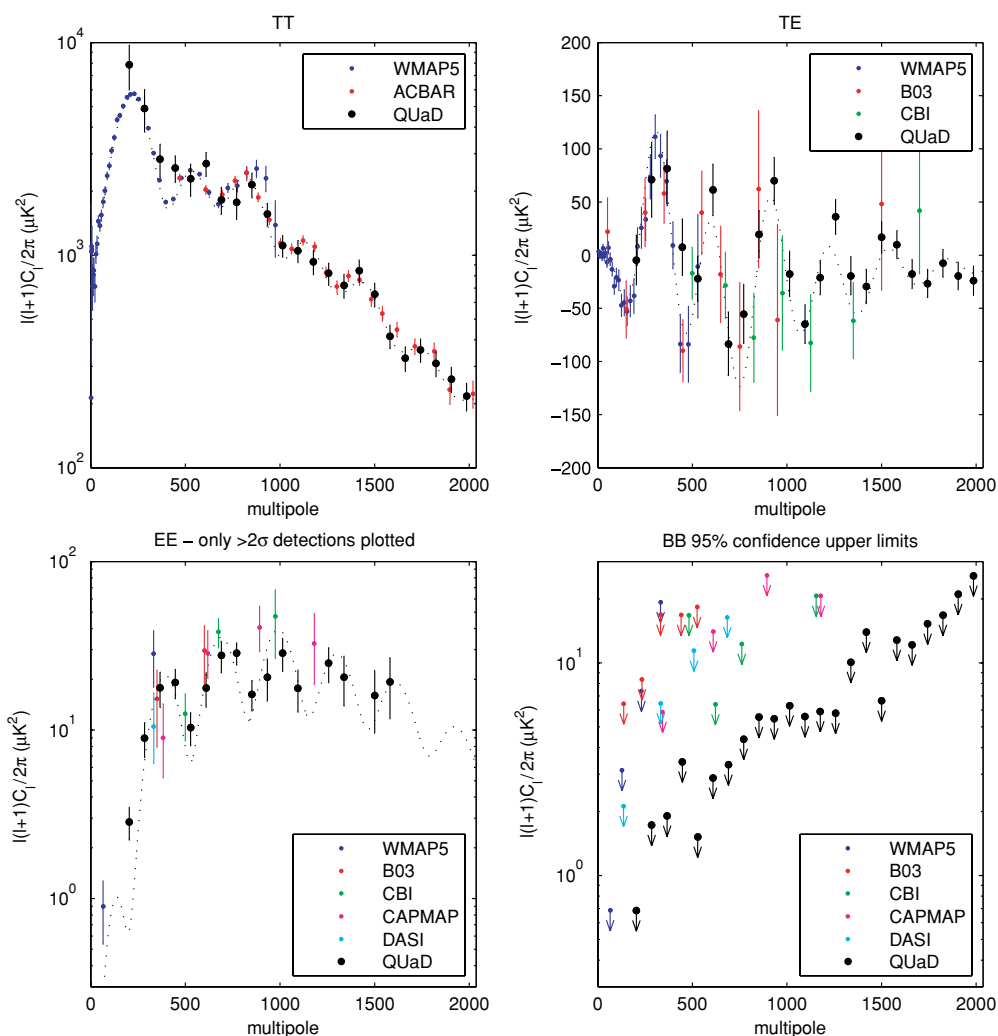 TT
10^4
10^3
10^2
l(l+1)C_l/2π (μK^2)
0
500
1000
1500
2000
multipole
WMAP5
ACBAR
QUaD
TE
200
150
100
50
0
−50
−100
−150
−200
l(l+1)C_l/2π (μK^2)
0
500
1000
1500
2000
multipole
WMAP5
B03
CBI
QUaD
EE − only >2σ detections plotted
10^2
10^1
10^0
l(l+1)C_l/2π (μK^2)
0
500
1000
1500
2000
multipole
WMAP5
B03
CBI
CAPMAP
DASI
QUaD
BB 95% confidence upper limits
10^1
10^0
l(l+1)C_l/2π (μK^2)
0
500
1000
1500
2000
multipole
WMAP5
B03
CBI
CAPMAP
DASI
QUaD